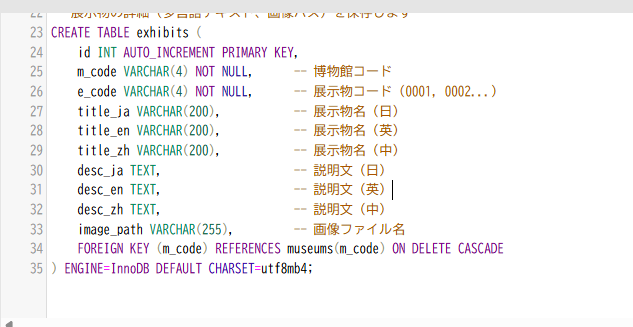 22 展示物の詳細（多言語テキスト、画像パス）を保存します
23 CREATE TABLE exhibits (
24 id INT AUTO_INCREMENT PRIMARY KEY,
25 m_code VARCHAR(4) NOT NULL, -- 博物館コード
26 e_code VARCHAR(4) NOT NULL, -- 展示物コード（0001, 0002...）
27 title_ja VARCHAR(200), -- 展示物名（日）
28 title_en VARCHAR(200), -- 展示物名（英）
29 title_zh VARCHAR(200), -- 展示物名（中）
30 desc_ja TEXT, -- 説明文（日）
31 desc_en TEXT, -- 説明文（英）
32 desc_zh TEXT, -- 説明文（中）
33 image_path VARCHAR(255), -- 画像ファイル名
34 FOREIGN KEY (m_code) REFERENCES museums(m_code) ON DELETE CASCADE
35 ) ENGINE=InnoDB DEFAULT CHARSET=utf8mb4;